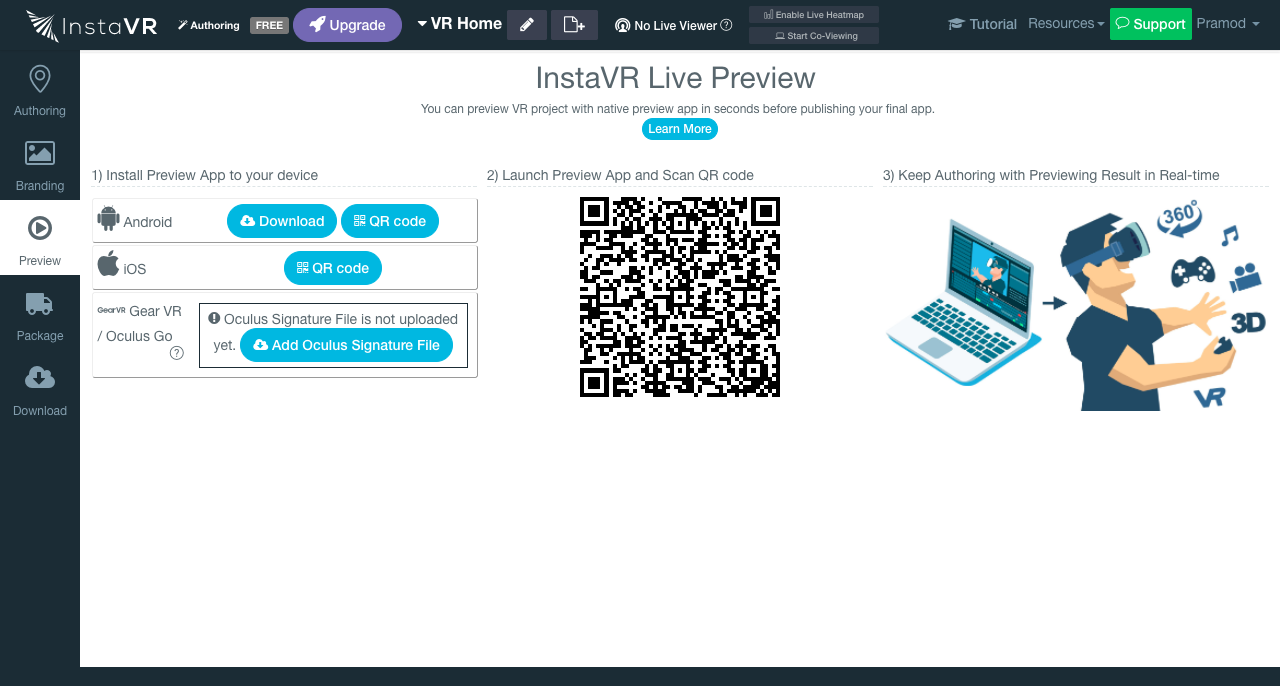 InstaVR
Authoring FREE
Upgrade
VR Home
No Live Viewer ?
Enable Live Heatmap
Start Co-Viewing
Tutorial
Resources
Support
Pramod
Authoring
Branding
Preview
Package
Download
InstaVR Live Preview
You can preview VR project with native preview app in seconds before publishing your final app.
Learn More
1) Install Preview App to your device
Android
Download
QR code
iOS
QR code
GearVR Gear VR
/ Oculus Go
?
Oculus Signature File is not uploaded
yet. Add Oculus Signature File
2) Launch Preview App and Scan QR code
3) Keep Authoring with Previewing Result in Real-time
360°
3D
VR